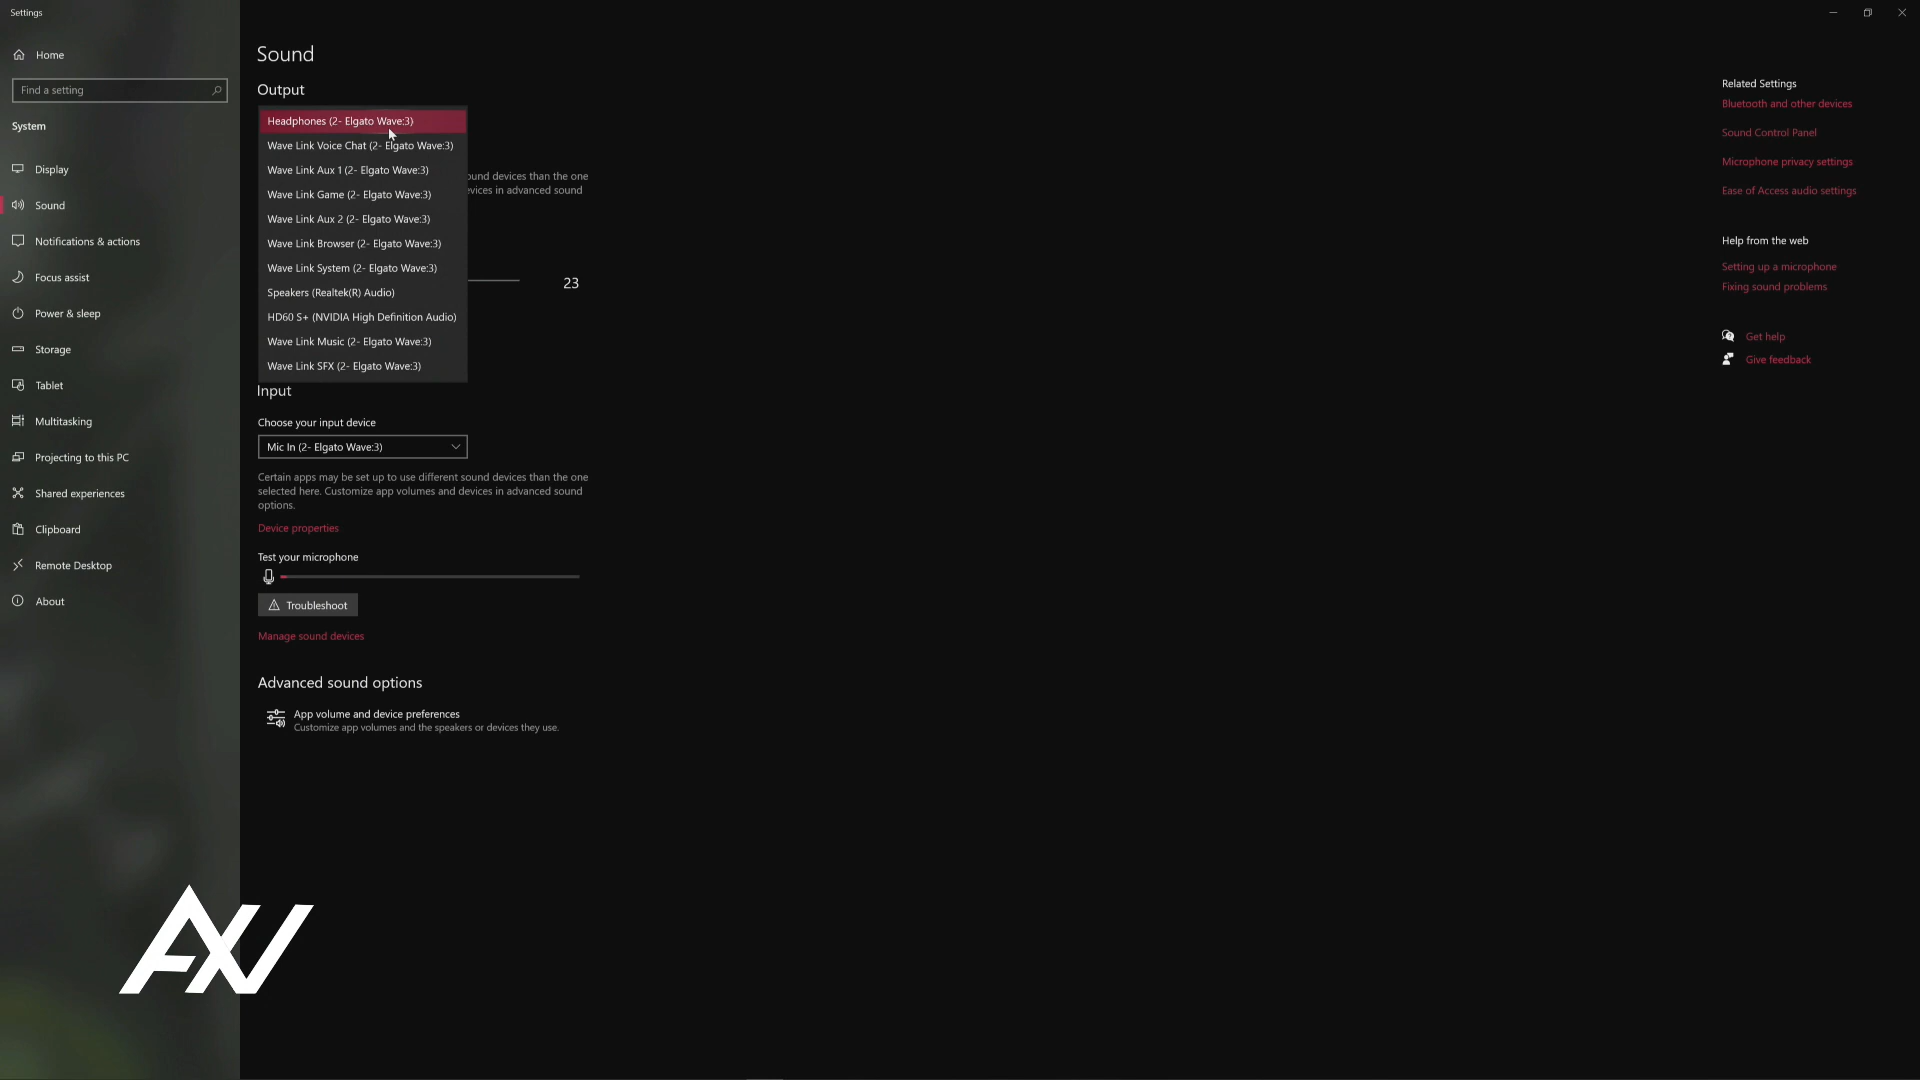 Settings
Home
Find a setting
System
Display
Sound
Notifications & actions
Focus assist
Power & sleep
Storage
Tablet
Multitasking
Projecting to this PC
Shared experiences
Clipboard
Remote Desktop
About
Sound
Output
Headphones (2- Elgato Wave:3)
Wave Link Voice Chat (2- Elgato Wave:3)
Wave Link Aux 1 (2- Elgato Wave:3)
Wave Link Game (2- Elgato Wave:3)
Wave Link Aux 2 (2- Elgato Wave:3)
Wave Link Browser (2- Elgato Wave:3)
Wave Link System (2- Elgato Wave:3)
Speakers (Realtek(R) Audio)
HD60 S+ (NVIDIA High Definition Audio)
Wave Link Music (2- Elgato Wave:3)
Wave Link SFX (2- Elgato Wave:3)
ound devices than the one
evices in advanced sound
23
Input
Choose your input device
Mic In (2- Elgato Wave:3)
Certain apps may be set up to use different sound devices than the one
selected here. Customize app volumes and devices in advanced sound
options.
Device properties
Test your microphone
Troubleshoot
Manage sound devices
Advanced sound options
App volume and device preferences
Customize app volumes and the speakers or devices they use.
Related Settings
Bluetooth and other devices
Sound Control Panel
Microphone privacy settings
Ease of Access audio settings
Help from the web
Setting up a microphone
Fixing sound problems
Get help
Give feedback